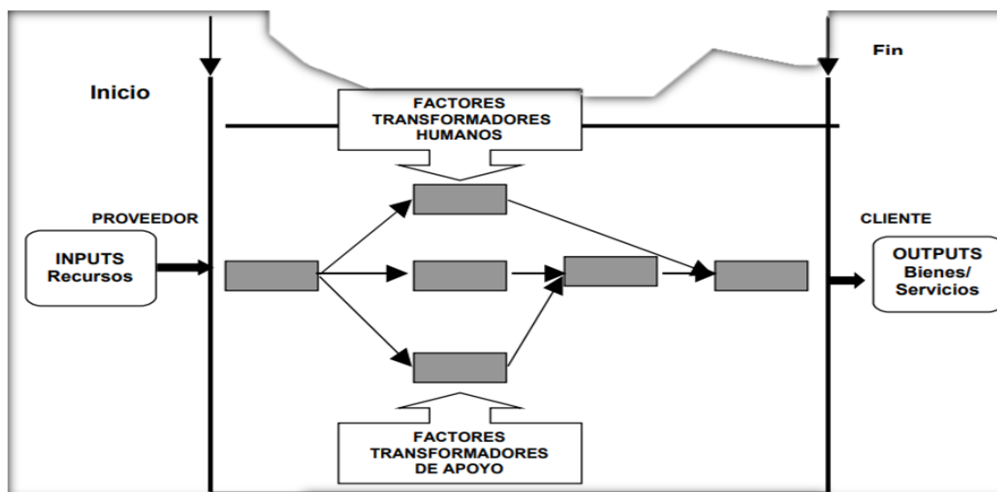 Inicio
Fin
FACTORES
TRANSFORMADORES
HUMANOS
PROVEEDOR
CLIENTE
INPUTS
Recursos
OUTPUTS
Bienes/
Servicios
FACTORES
TRANSFORMADORES
DE APOYO